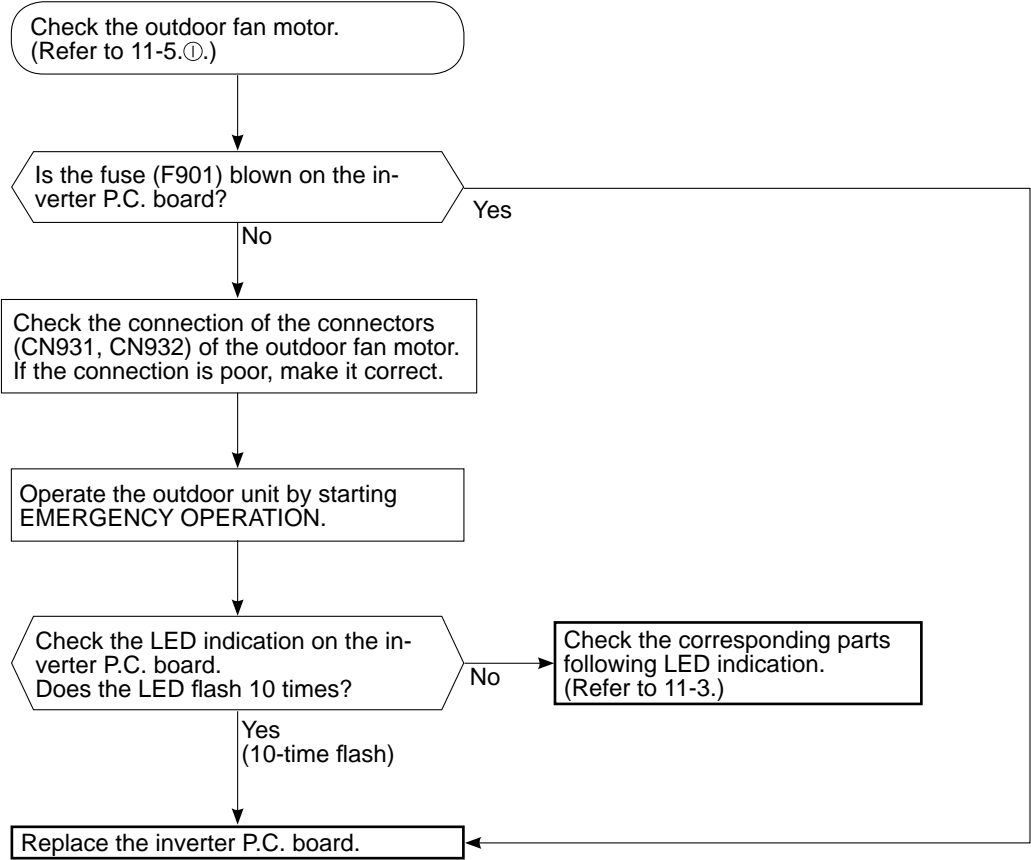 Check the outdoor fan motor.
(Refer to 11-5.Ⓘ.)
Is the fuse (F901) blown on the in-
verter P.C. board?
Yes
No
Check the connection of the connectors
(CN931, CN932) of the outdoor fan motor.
If the connection is poor, make it correct.
Operate the outdoor unit by starting
EMERGENCY OPERATION.
Check the LED indication on the in-
verter P.C. board.
Does the LED flash 10 times?
No
Check the corresponding parts
following LED indication.
(Refer to 11-3.)
Yes
(10-time flash)
Replace the inverter P.C. board.